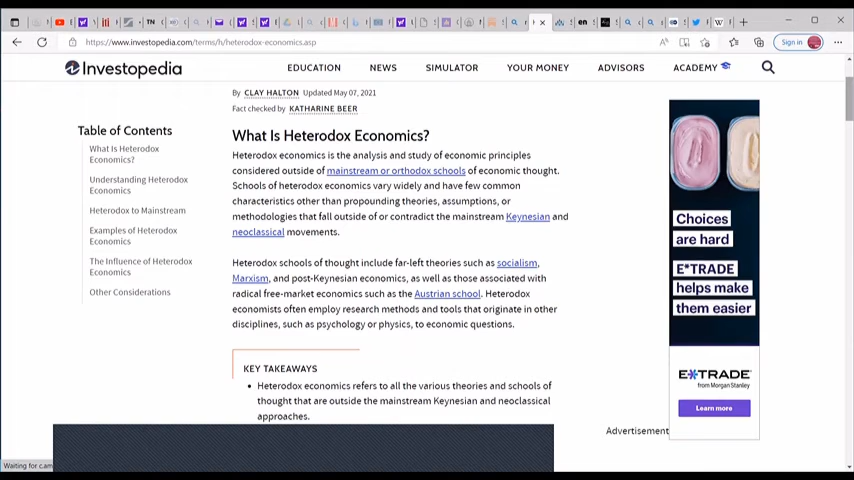 https://www.investopedia.com/terms/h/heterodox-economics.asp
Sign in
Investopedia
EDUCATION NEWS SIMULATOR YOUR MONEY ADVISORS ACADEMY
By CLAY HALTON Updated May 07, 2021
Fact checked by KATHARINE BEER
Table of Contents
What Is Heterodox
Economics?
Understanding Heterodox
Economics
Heterodox to Mainstream
Examples of Heterodox
Economics
The Influence of Heterodox
Economics
Other Considerations
What Is Heterodox Economics?
Heterodox economics is the analysis and study of economic principles
considered outside of mainstream or orthodox schools of economic thought.
Schools of heterodox economics vary widely and have few common
characteristics other than propounding theories, assumptions, or
methodologies that fall outside of or contradict the mainstream Keynesian and
neoclassical movements.
Heterodox schools of thought include far-left theories such as socialism,
Marxism, and post-Keynesian economics, as well as those associated with
radical free-market economics such as the Austrian school. Heterodox
economists often employ research methods and tools that originate in other
disciplines, such as psychology or physics, to economic questions.
KEY TAKEAWAYS
• Heterodox economics refers to all the various theories and schools of
thought that are outside the mainstream Keynesian and neoclassical
approaches.
Choices
are hard
E*TRADE
helps make
them easier
E*TRADE
from Morgan Stanley
Learn more
Advertisement
Waiting for c.am